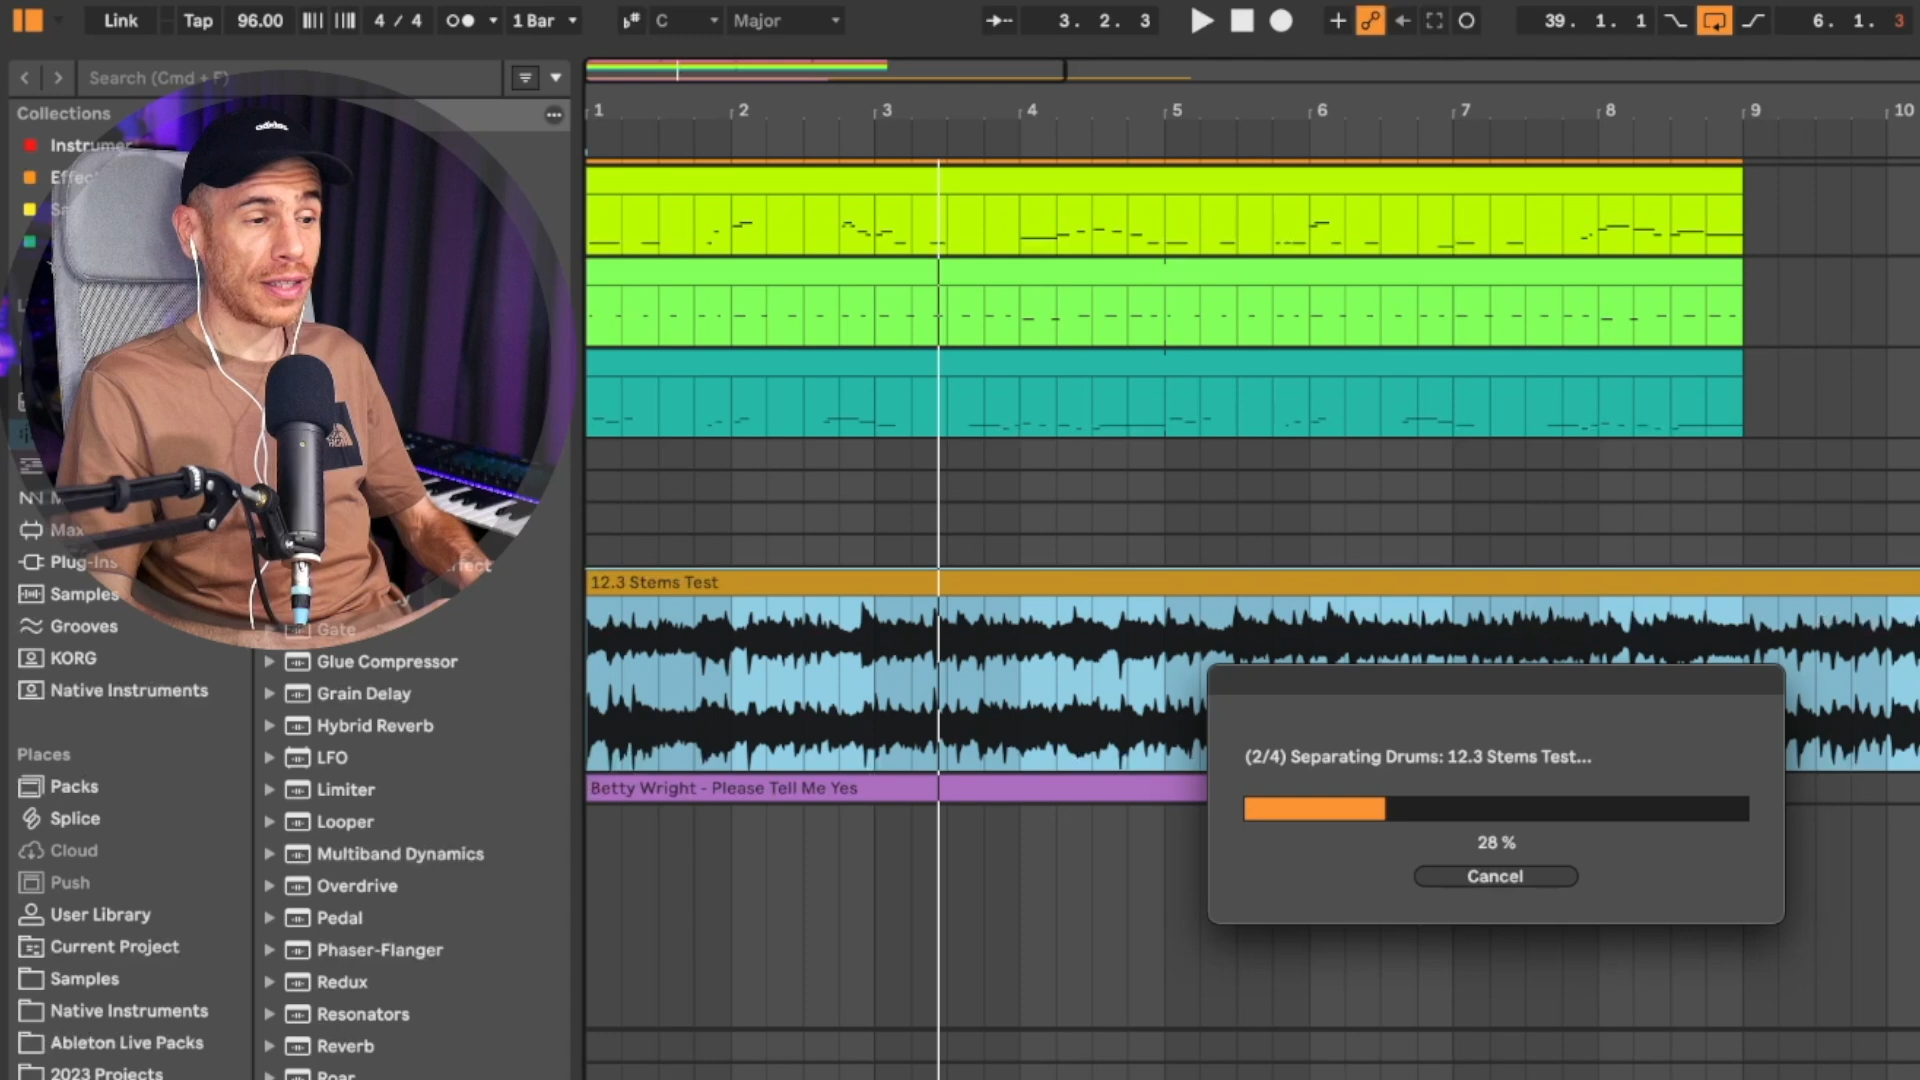 Link
Tap
96.00
4 / 4
1 Bar
C
Major
3. 2. 3
39. 1. 1
6. 1. 3
Search (Cmd + F)
Collections
Instrumen
Effec
Max
Plug-Ins
Samples
Grooves
KORG
Native Instruments
Places
Packs
Splice
Cloud
Push
User Library
Current Project
Samples
Native Instruments
Ableton Live Packs
2023 Projects
Gate
Glue Compressor
Grain Delay
Hybrid Reverb
LFO
Limiter
Looper
Multiband Dynamics
Overdrive
Pedal
Phaser-Flanger
Redux
Resonators
Reverb
Roar
adidas
1 2 3 4 5 6 7 8 9 10
12.3 Stems Test
Betty Wright - Please Tell Me Yes
(2/4) Separating Drums: 12.3 Stems Test...
28 %
Cancel